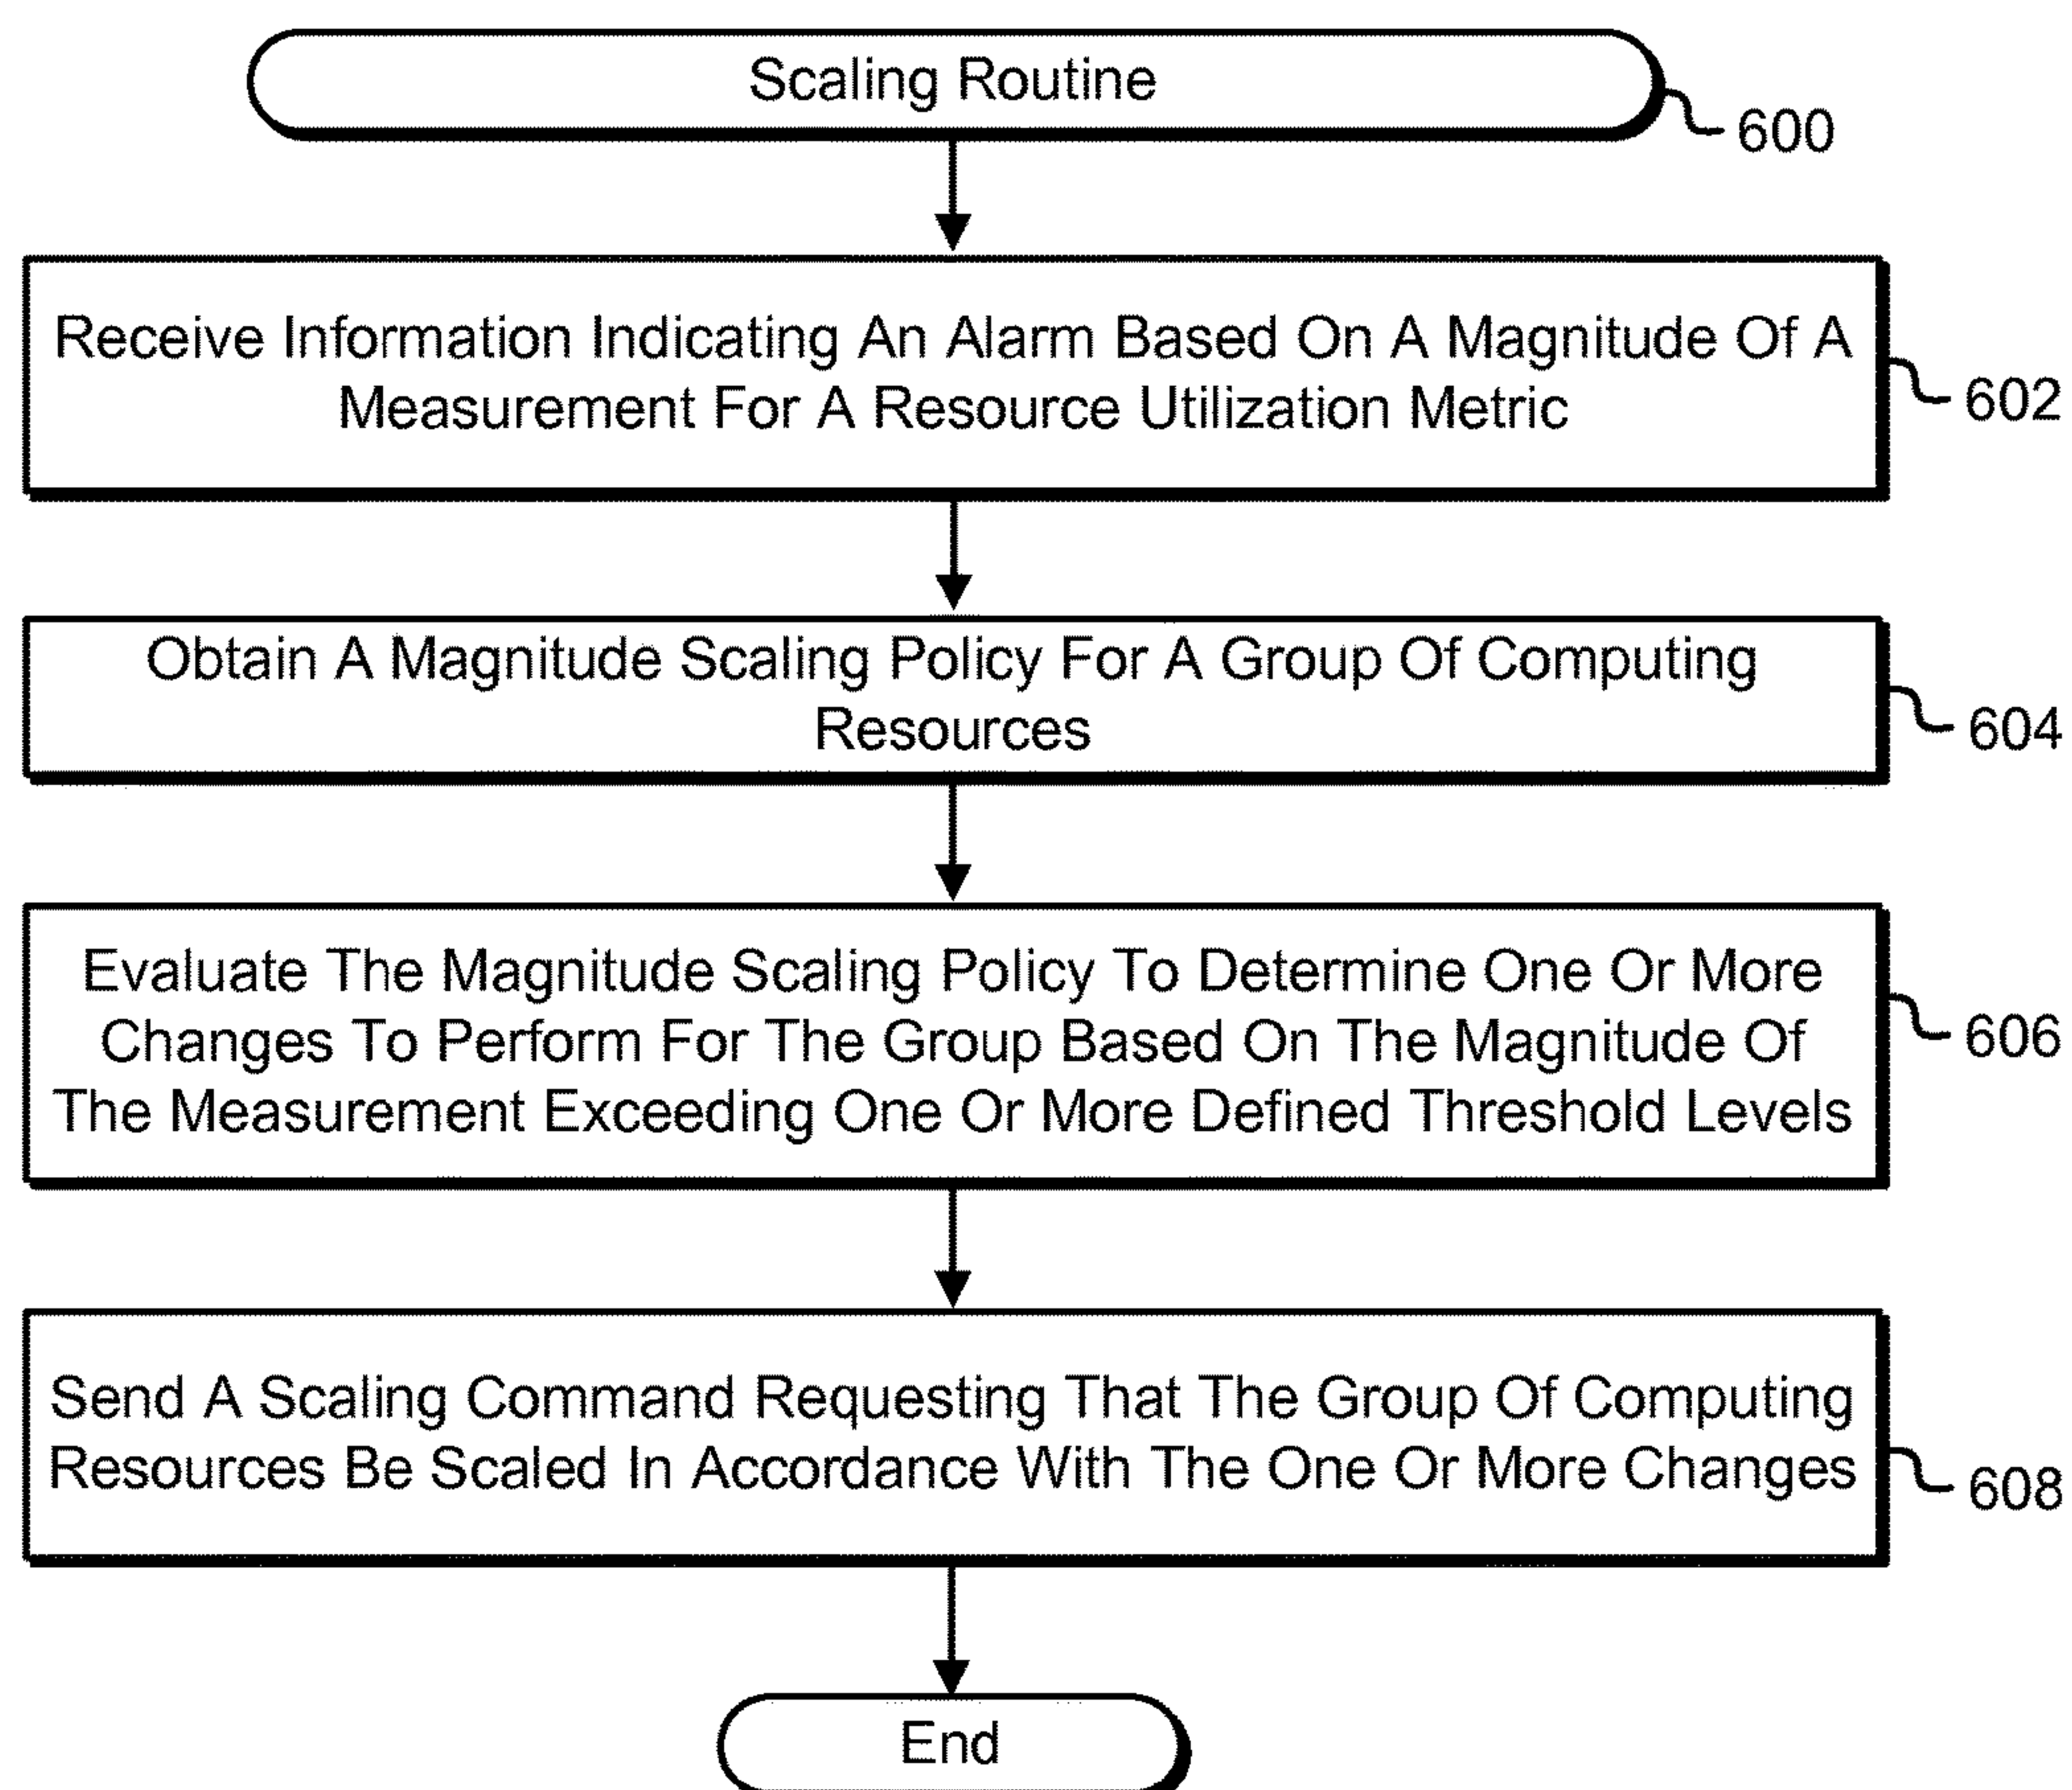 Scaling Routine
600
Receive Information Indicating An Alarm Based On A Magnitude Of A
Measurement For A Resource Utilization Metric
602
Obtain A Magnitude Scaling Policy For A Group Of Computing
Resources
604
Evaluate The Magnitude Scaling Policy To Determine One Or More
Changes To Perform For The Group Based On The Magnitude Of
The Measurement Exceeding One Or More Defined Threshold Levels
606
Send A Scaling Command Requesting That The Group Of Computing
Resources Be Scaled In Accordance With The One Or More Changes
608
End